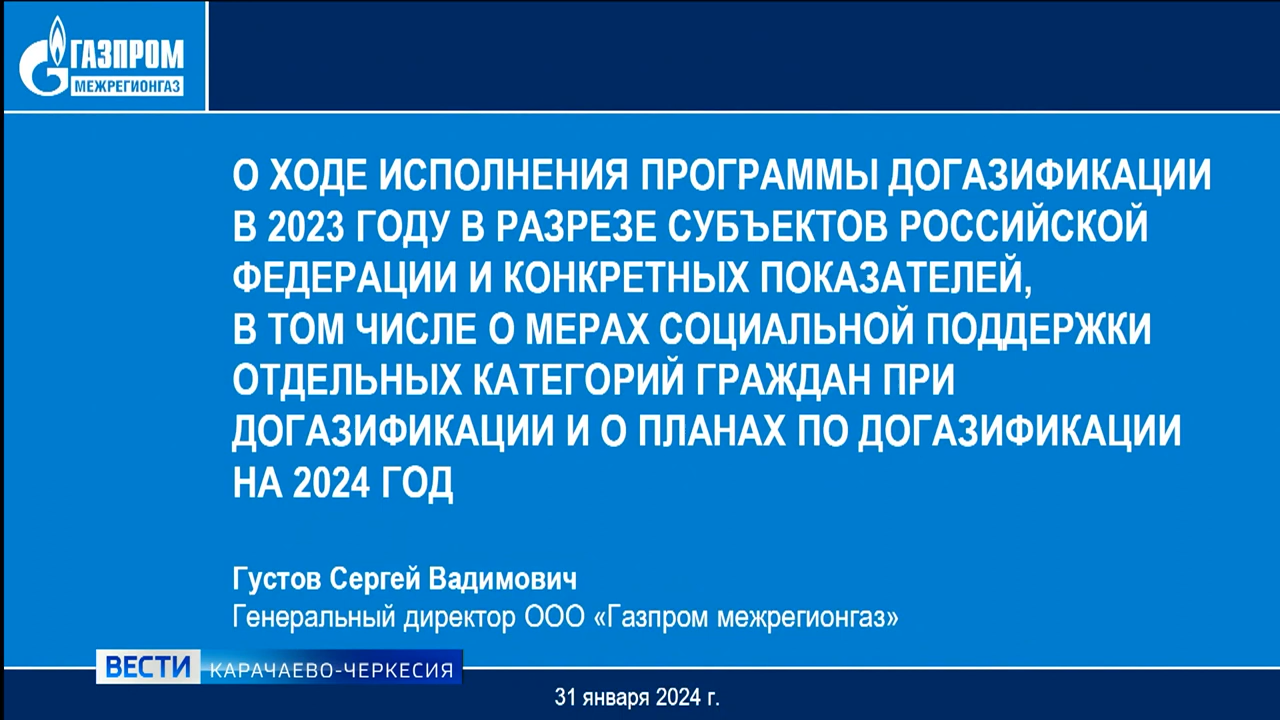 ГАЗПРОМ
МЕЖРЕГИОНГАЗ
О ХОДЕ ИСПОЛНЕНИЯ ПРОГРАММЫ ДОГАЗИФИКАЦИИ
В 2023 ГОДУ В РАЗРЕЗЕ СУБЪЕКТОВ РОССИЙСКОЙ
ФЕДЕРАЦИИ И КОНКРЕТНЫХ ПОКАЗАТЕЛЕЙ,
В ТОМ ЧИСЛЕ О МЕРАХ СОЦИАЛЬНОЙ ПОДДЕРЖКИ
ОТДЕЛЬНЫХ КАТЕГОРИЙ ГРАЖДАН ПРИ
ДОГАЗИФИКАЦИИ И О ПЛАНАХ ПО ДОГАЗИФИКАЦИИ
НА 2024 ГОД
Густов Сергей Вадимович
Генеральный директор ООО «Газпром межрегионгаз»
ВЕСТИ КАРАЧАЕВО-ЧЕРКЕСИЯ
31 января 2024 г.